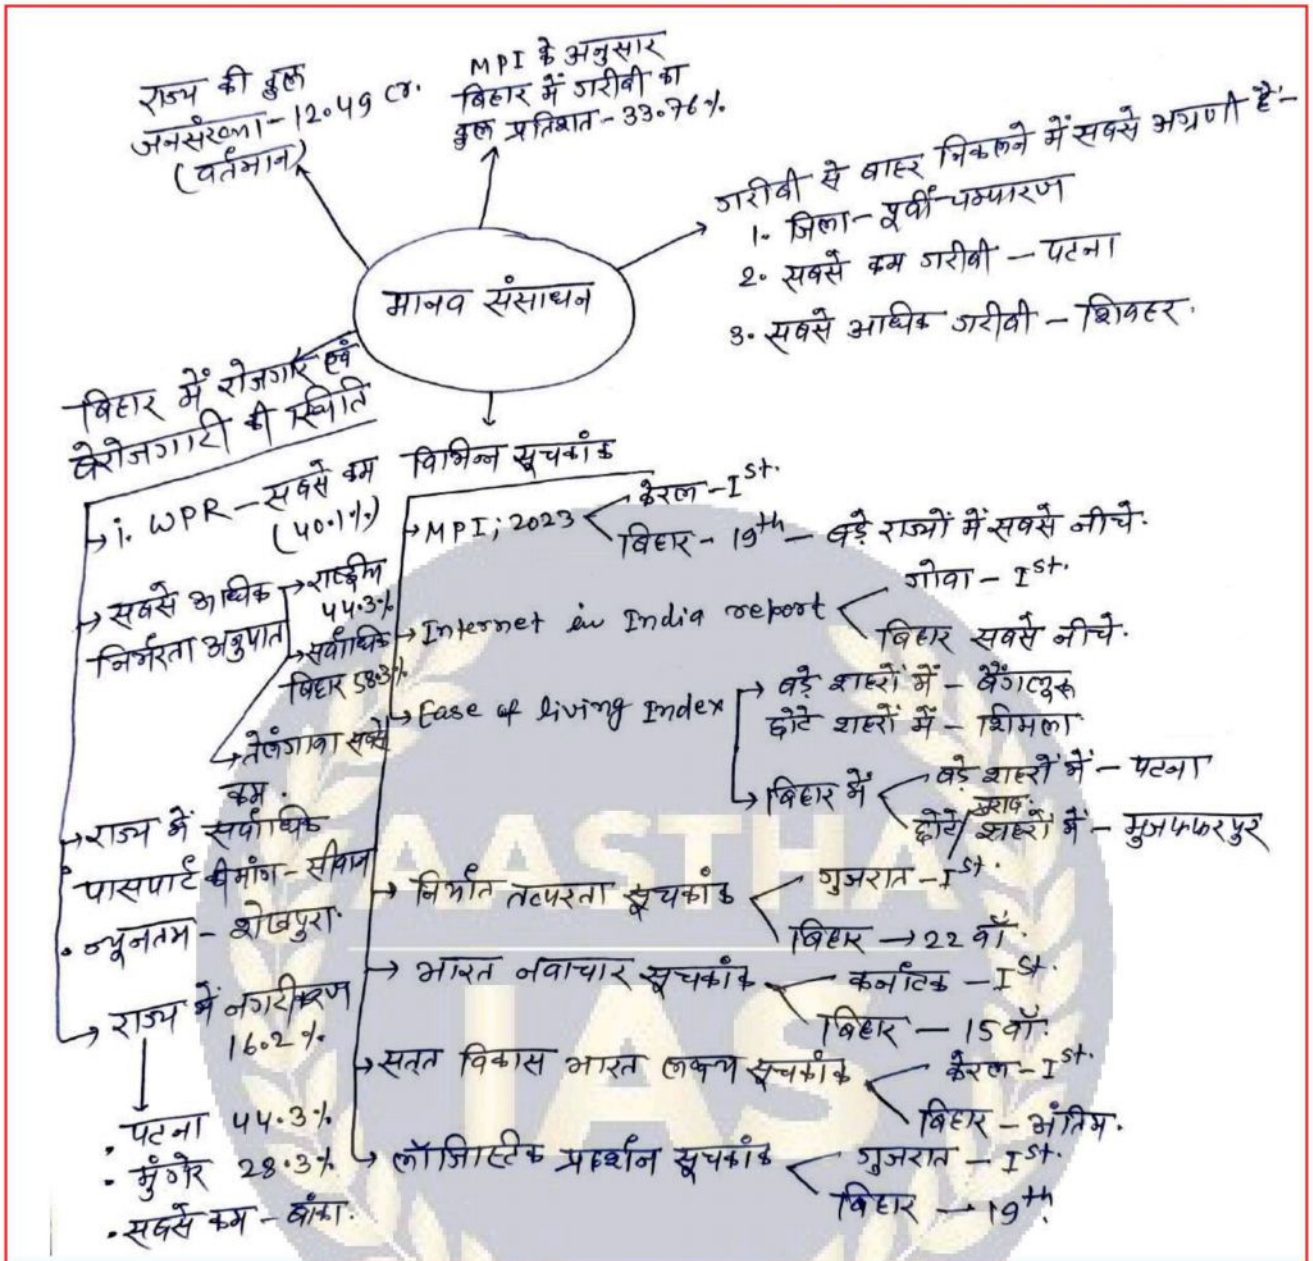 राज्य की कुल
जनसंख्या - 12.49 cr.
(वर्तमान)
MPI के अनुसार
बिहार में गरीबी का
कुल प्रतिशत - 33.76%
गरीबी से बाहर निकलने में सबसे अग्रणी है:-
1. जिला - पूर्वी चम्पारण
2. सबसे कम गरीबी - पटना
3. सबसे अधिक गरीबी - शिवहर.
मानव संसाधन
बिहार में रोजगार एवं
बेरोजगारी की स्थिति
i. WPR - सबसे कम
(40.1%)
सबसे अधिक
निर्भरता अनुपात
राष्ट्रीय
44.3%
सर्वाधिक
बिहार 58.3%
तेलंगाना सबसे
कम.
राज्य में सर्वाधिक
पासपार्ट की मांग - सीवान
न्यूनतम - शेखपुरा.
राज्य में नगरीकरण
16.2%
पटना 44.3%
मुंगेर 28.3%
सबसे कम - बांका.
विभिन्न सूचकांक
MPI; 2023
केरल - Ist.
बिहार - 19th - बड़े राज्यों में सबसे नीचे.
Internet in India report
गोवा - Ist.
बिहार सबसे नीचे.
Ease of living Index
बड़े शहरों में - बैंगलूरू
छोटे शहरों में - शिमला
बिहार में
बड़े शहरों में - पटना
छोटे/खराब शहरों में - मुजफ्फरपुर
निर्यात तत्परता सूचकांक
गुजरात - Ist.
बिहार → 22 वाँ.
भारत नवाचार सूचकांक
कर्नाटक - Ist.
बिहार - 15 वाँ.
सतत विकास भारत लक्ष्य सूचकांक
केरल - Ist.
बिहार - अंतिम.
लॉजिस्टिक प्रदर्शन सूचकांक
गुजरात - Ist.
बिहार - 19th.
AASTHA
IAS